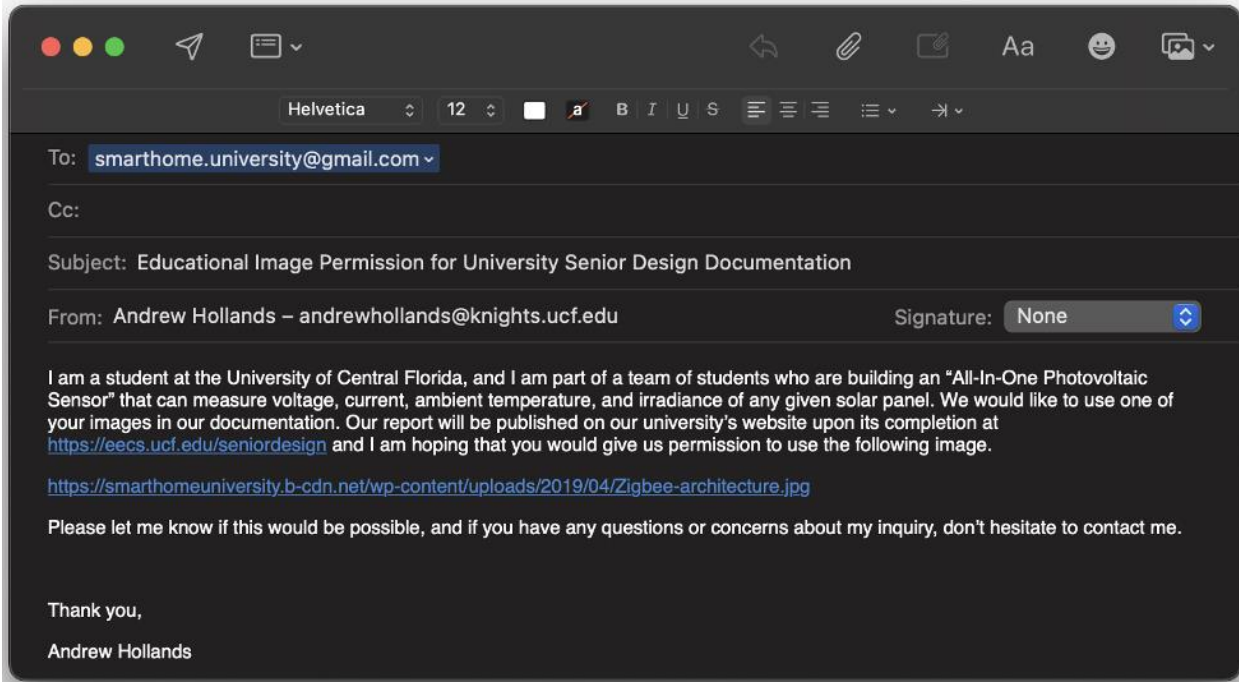 Aa
Helvetica 12 a B I U S
To: smarthome.university@gmail.com
Cc:
Subject: Educational Image Permission for University Senior Design Documentation
From: Andrew Hollands – andrewhollands@knights.ucf.edu Signature: None
I am a student at the University of Central Florida, and I am part of a team of students who are building an “All-In-One Photovoltaic
Sensor” that can measure voltage, current, ambient temperature, and irradiance of any given solar panel. We would like to use one of
your images in our documentation. Our report will be published on our university’s website upon its completion at
https://eecs.ucf.edu/seniordesign and I am hoping that you would give us permission to use the following image.
https://smarthomeuniversity.b-cdn.net/wp-content/uploads/2019/04/Zigbee-architecture.jpg
Please let me know if this would be possible, and if you have any questions or concerns about my inquiry, don’t hesitate to contact me.
Thank you,
Andrew Hollands